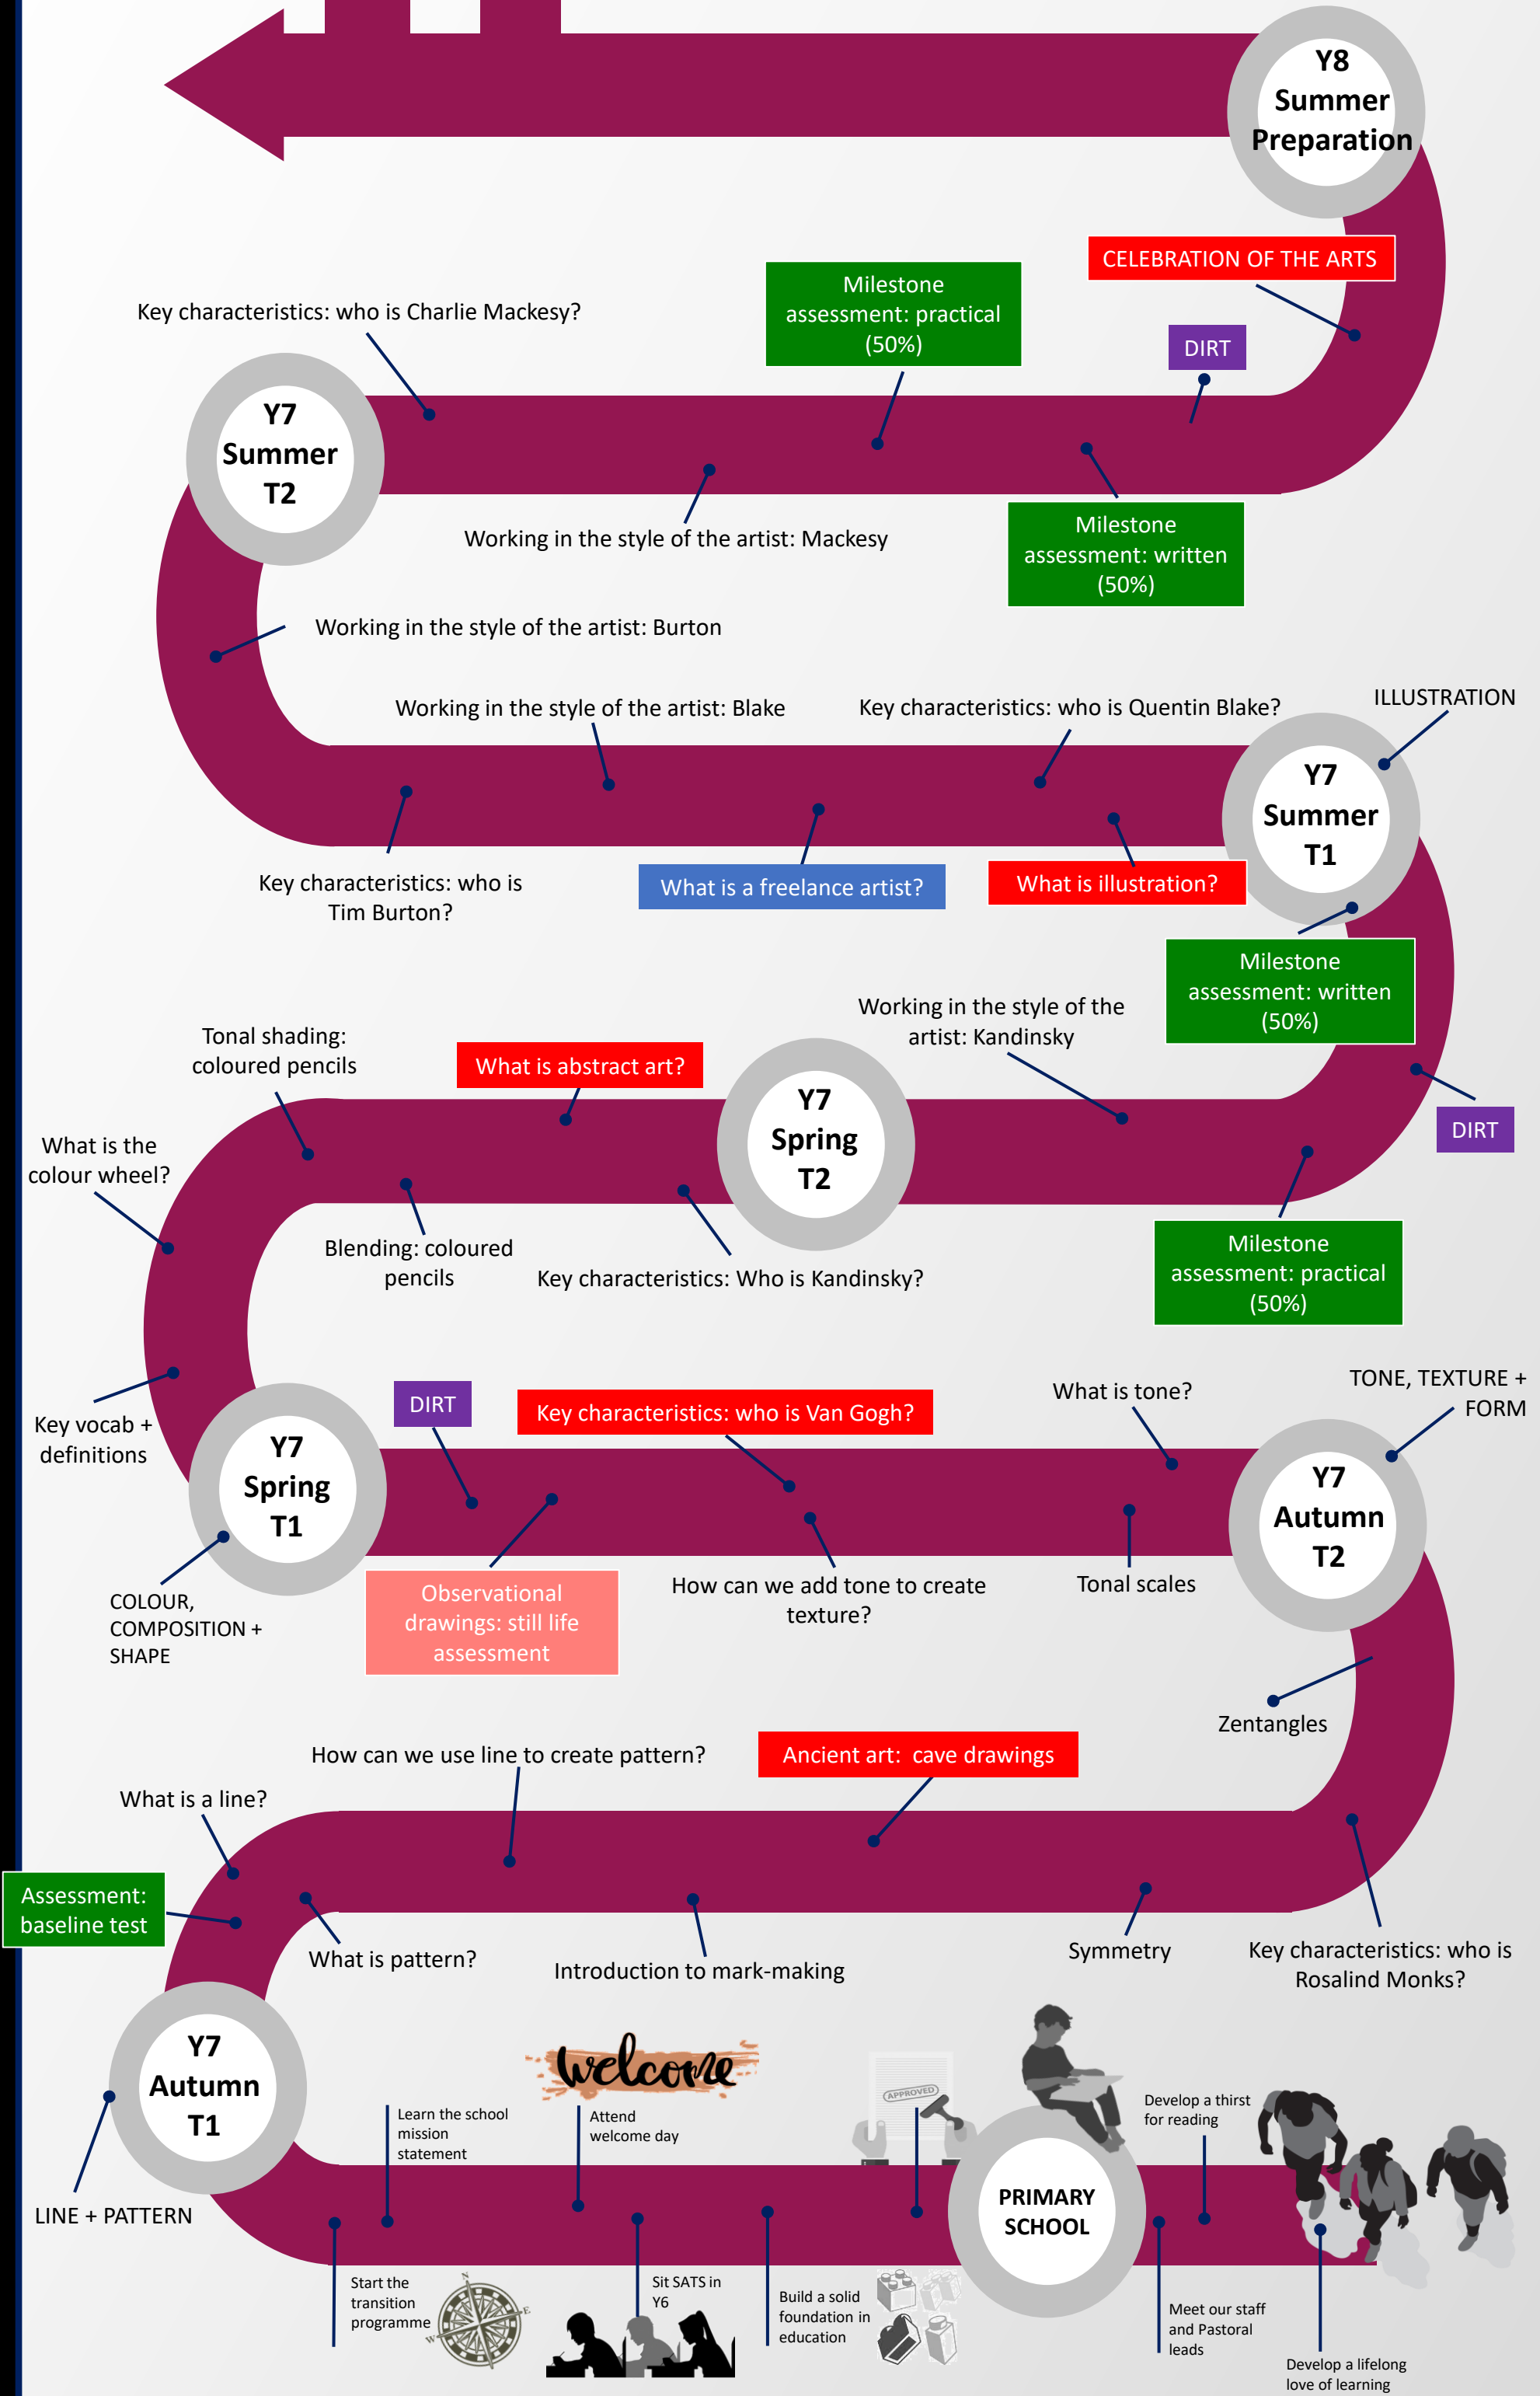 Y8
Summer
Preparation
CELEBRATION OF THE ARTS
Milestone
assessment: practical
(50%)
Key characteristics: who is Charlie Mackesy?
DIRT
Y7
Summer
T2
Working in the style of the artist: Mackesy
Milestone
assessment: written
(50%)
Working in the style of the artist: Burton
Working in the style of the artist: Blake
Key characteristics: who is Quentin Blake?
ILLUSTRATION
Y7
Summer
T1
Key characteristics: who is
Tim Burton?
What is a freelance artist?
What is illustration?
Milestone
assessment: written
(50%)
Working in the style of the
artist: Kandinsky
Tonal shading:
coloured pencils
What is abstract art?
Y7
Spring
T2
DIRT
What is the
colour wheel?
Blending: coloured
pencils
Key characteristics: Who is Kandinsky?
Milestone
assessment: practical
(50%)
Key vocab +
definitions
DIRT
Key characteristics: who is Van Gogh?
What is tone?
TONE, TEXTURE +
FORM
Y7
Spring
T1
Y7
Autumn
T2
COLOUR,
COMPOSITION +
SHAPE
Observational
drawings: still life
assessment
How can we add tone to create
texture?
Tonal scales
Zentangles
How can we use line to create pattern?
Ancient art:  cave drawings
What is a line?
Assessment:
baseline test
What is pattern?
Introduction to mark-making
Symmetry
Key characteristics: who is
Rosalind Monks?
Y7
Autumn
T1
LINE + PATTERN
welcome
APPROVED
Learn the school
mission
statement
Attend
welcome day
Develop a thirst
for reading
PRIMARY
SCHOOL
Start the
transition
programme
N
E
S
W
Sit SATS in
Y6
Build a solid
foundation in
education
Meet our staff
and Pastoral
leads
Develop a lifelong
love of learning